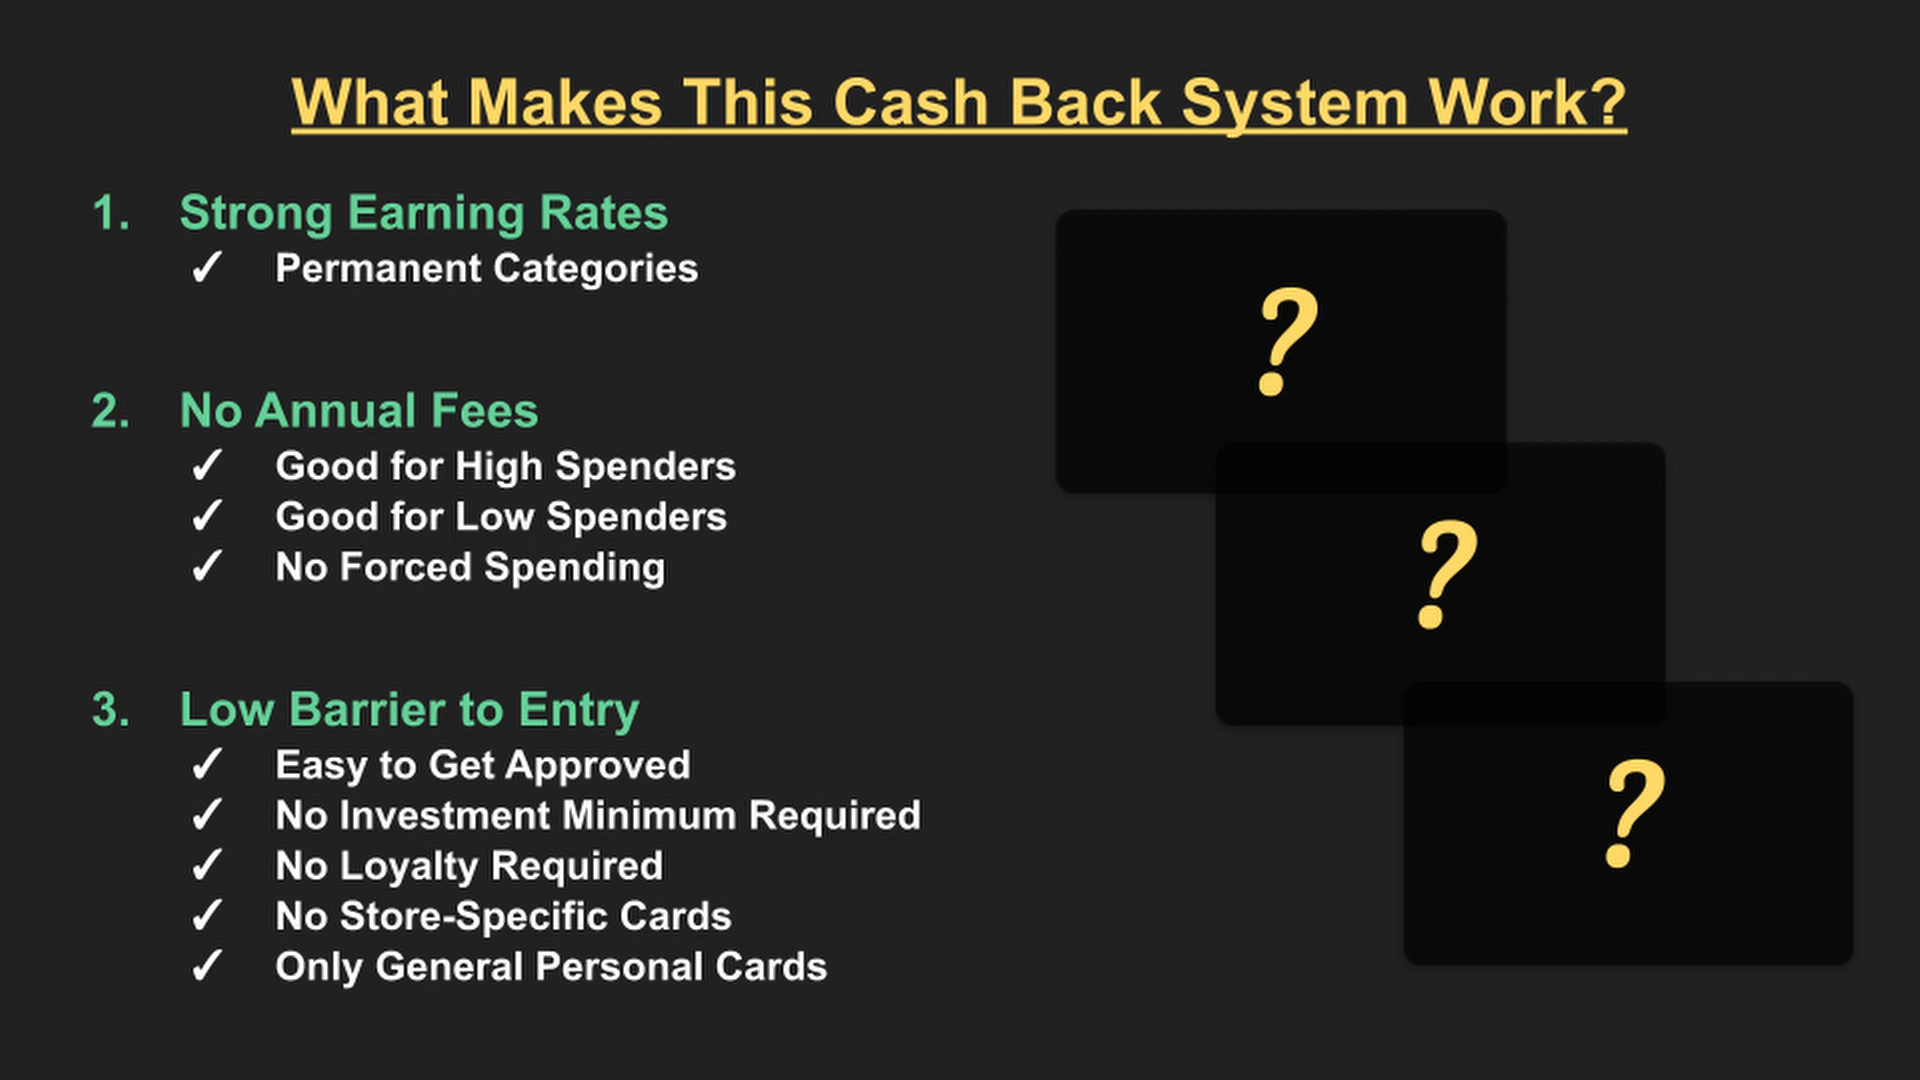 What Makes This Cash Back System Work?
1. Strong Earning Rates
✓ Permanent Categories
2. No Annual Fees
✓ Good for High Spenders
✓ Good for Low Spenders
✓ No Forced Spending
3. Low Barrier to Entry
✓ Easy to Get Approved
✓ No Investment Minimum Required
✓ No Loyalty Required
✓ No Store-Specific Cards
✓ Only General Personal Cards
?
?
?